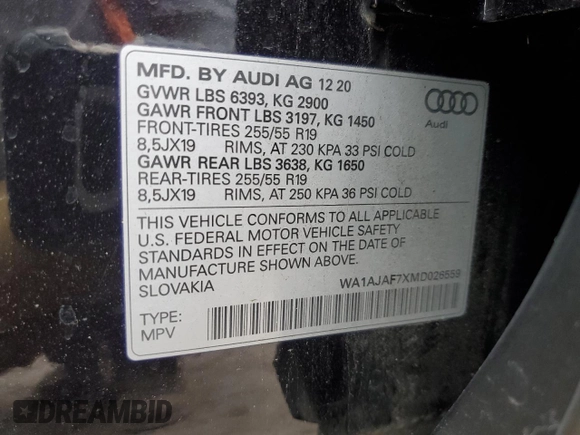 MFD. BY AUDI AG 12 20
GVWR LBS 6393, KG 2900
GAWR FRONT LBS 3197, KG 1450
FRONT-TIRES 255/55 R19
8,5JX19 RIMS, AT 230 KPA 33 PSI COLD
GAWR REAR LBS 3638, KG 1650
REAR-TIRES 255/55 R19
8,5JX19 RIMS, AT 250 KPA 36 PSI COLD
Audi
THIS VEHICLE CONFORMS TO ALL APPLICABLE
U.S. FEDERAL MOTOR VEHICLE SAFETY
STANDARDS IN EFFECT ON THE DATE OF
MANUFACTURE SHOWN ABOVE.
SLOVAKIA
WA1AJAF7XMD026559
TYPE:
MPV
DREAMBID